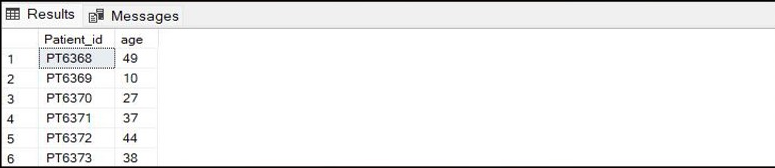 Results Messages
Patient_id age
1 PT6368 49
2 PT6369 10
3 PT6370 27
4 PT6371 37
5 PT6372 44
6 PT6373 38